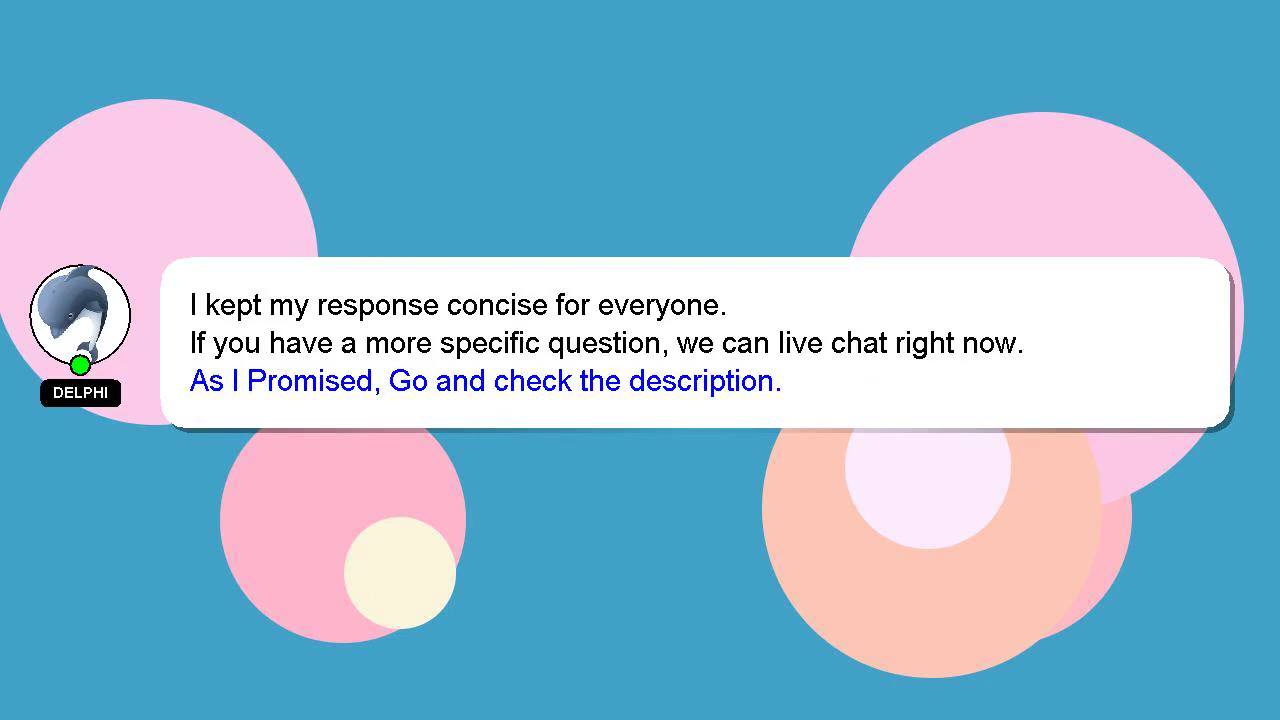 I kept my response concise for everyone.
If you have a more specific question, we can live chat right now.
As I Promised, Go and check the description.
DELPHI